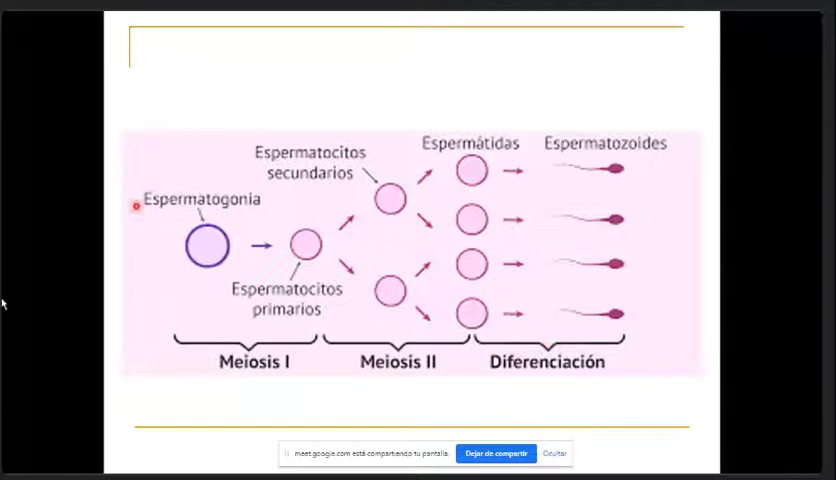 Espermatocitos
secundarios
Espermátidas
Espermatozoides
Espermatogonia
Espermatocitos
primarios
Meiosis I
Meiosis II
Diferenciación
meet.google.com está compartiendo tu pantalla.
Dejar de compartir
Ocultar